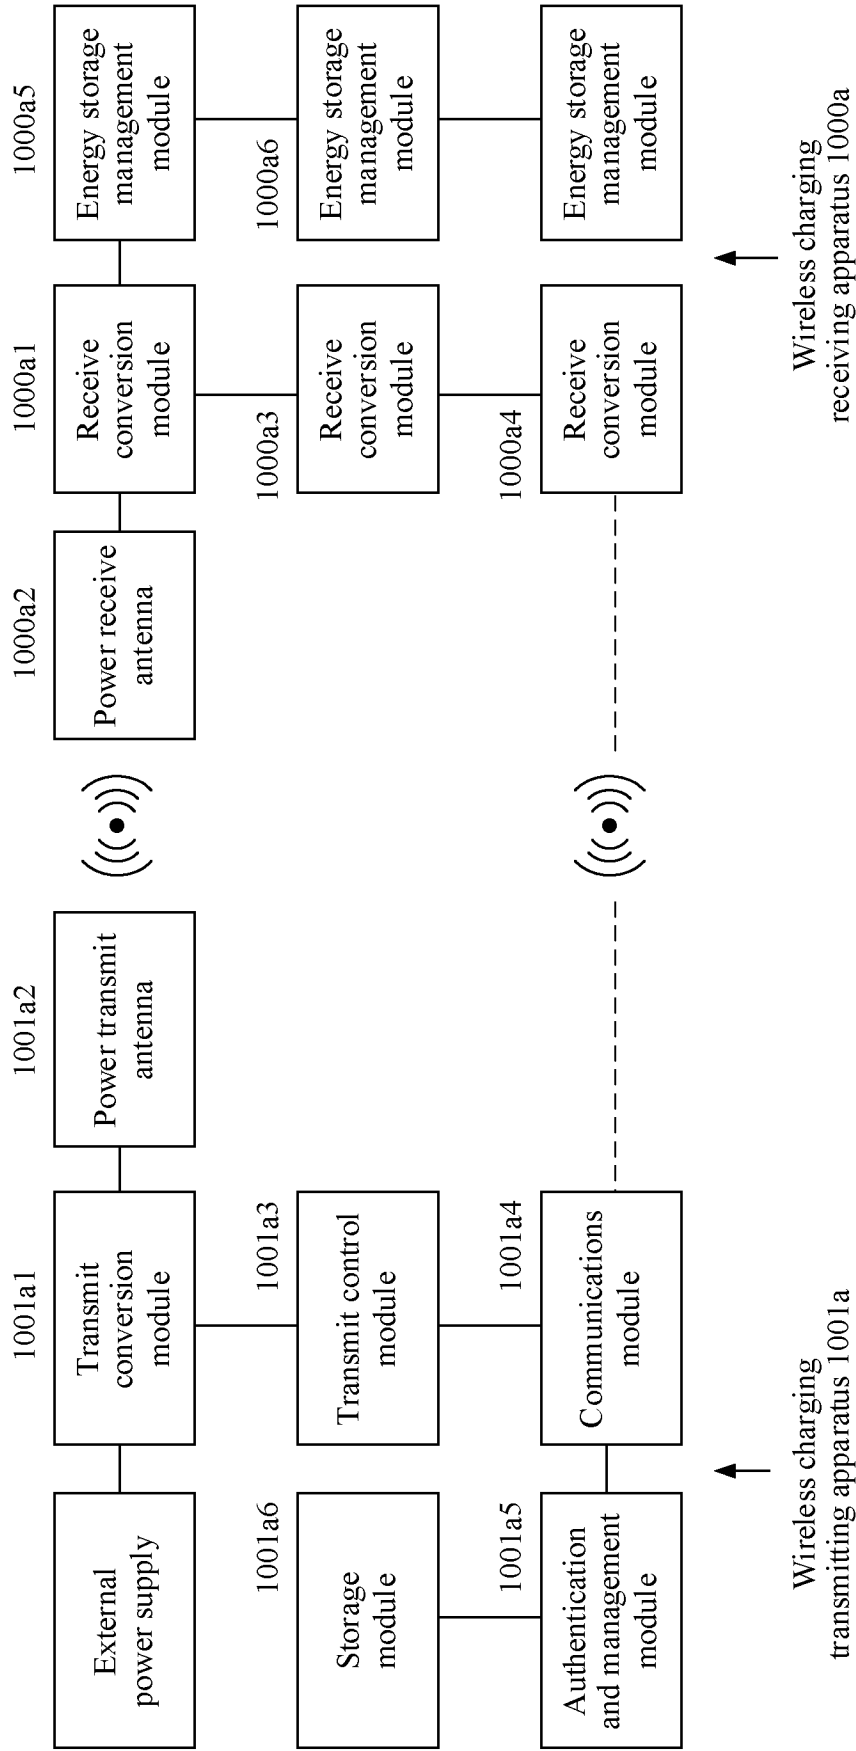 1001a1
1001a2
1000a2
1000a1
1000a5
External
power supply
Transmit
conversion
module
Power transmit
antenna
Power receive
antenna
Receive
conversion
module
Energy storage
management
module
1001a6
1001a3
1000a3
1000a6
Storage
module
Transmit control
module
Receive
conversion
module
Energy storage
management
module
1001a5
1001a4
1000a4
Authentication
and management
module
Communications
module
Receive
conversion
module
Energy storage
management
module
Wireless charging
transmitting apparatus 1001a
Wireless charging
receiving apparatus 1000a